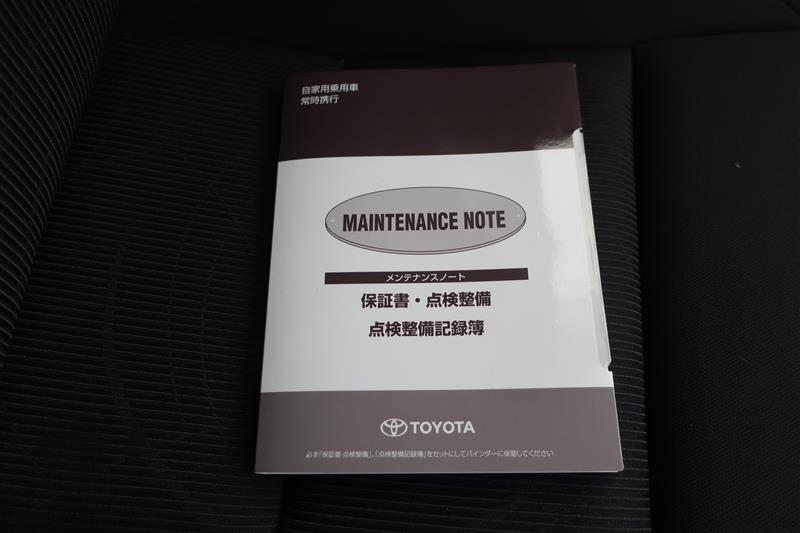 自家用乗用車
常時携行
MAINTENANCE NOTE
メンテナンスノート
保証書・点検整備
点検整備記録簿
TOYOTA
必ず「保証書・点検整備」、「点検整備記録簿」をセットにしてバインダーに保管してください